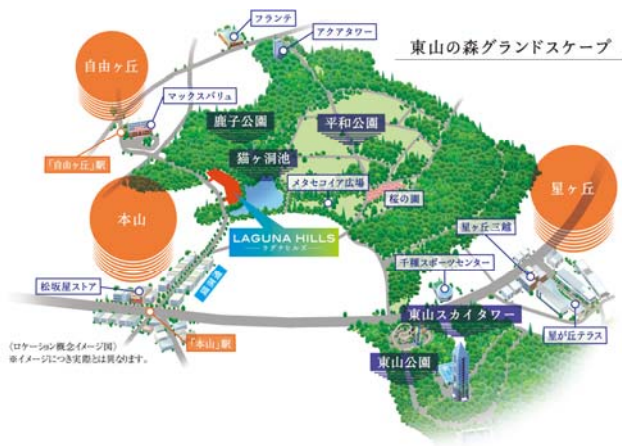 フランテ
アクアタワー
東山の森グランドスケープ
自由ヶ丘
マックスバリュ
鹿子公園
平和公園
「自由ヶ丘」駅
猫ヶ洞池
メタセコイア広場
桜の園
星ヶ丘
本山
LAGUNA HILLS
ラグナヒルズ
星ヶ丘三越
千種スポーツセンター
猫洞通
松坂屋ストア
東山スカイタワー
星が丘テラス
「本山」駅
東山公園
〈ロケーション概念イメージ図〉
※イメージにつき実際とは異なります。